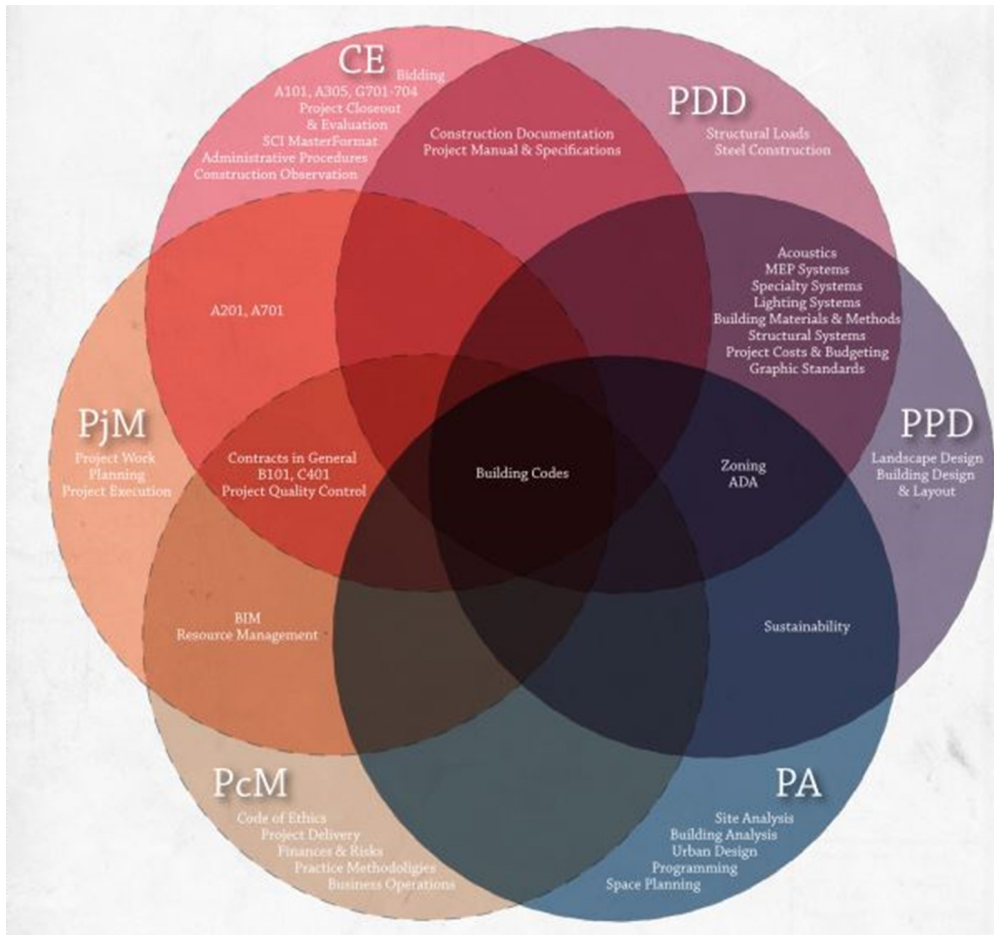 CE
Bidding
A101, A305, G701-704
Project Closeout
& Evaluation
SCI MasterFormat
Administrative Procedures
Construction Observation
Construction Documentation
Project Manual & Specifications
PDD
Structural Loads
Steel Construction
A201, A701
Acoustics
MEP Systems
Specialty Systems
Lighting Systems
Building Materials & Methods
Structural Systems
Project Costs & Budgeting
Graphic Standards
PjM
Project Work
Planning
Project Execution
Contracts in General
B101, C401
Project Quality Control
Building Codes
Zoning
ADA
PPD
Landscape Design
Building Design
& Layout
BIM
Resource Management
Sustainability
PcM
Code of Ethics
Project Delivery
Finances & Risks
Practice Methodoligies
Business Operations
PA
Site Analysis
Building Analysis
Urban Design
Programming
Space Planning